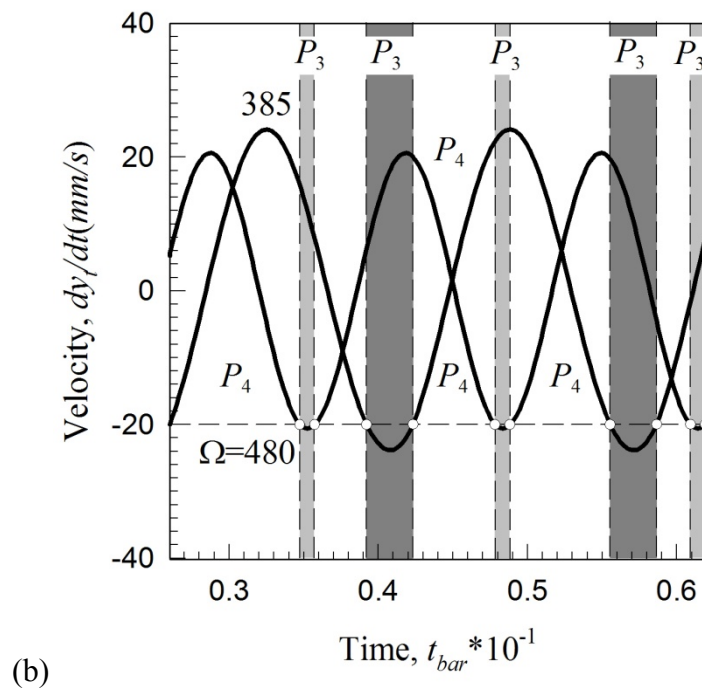 40
P3 P3 P3 P3 P3
385
20
P4
Velocity, dyt/dt(mm/s)
0
P4 P4 P4
-20
Ω=480
-40
0.3 0.4 0.5 0.6
Time, tbar*10-1
(b)